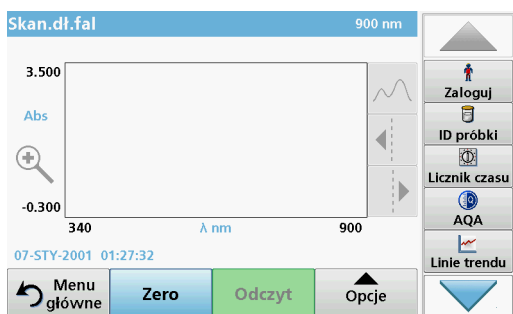 Skan.dł.fal
900 nm
3.500
Abs
-0.300
340
λ nm
900
07-STY-2001 01:27:32
Menu
główne
Zero
Odczyt
Opcje
Zaloguj
ID próbki
Licznik czasu
AQA
Linie trendu